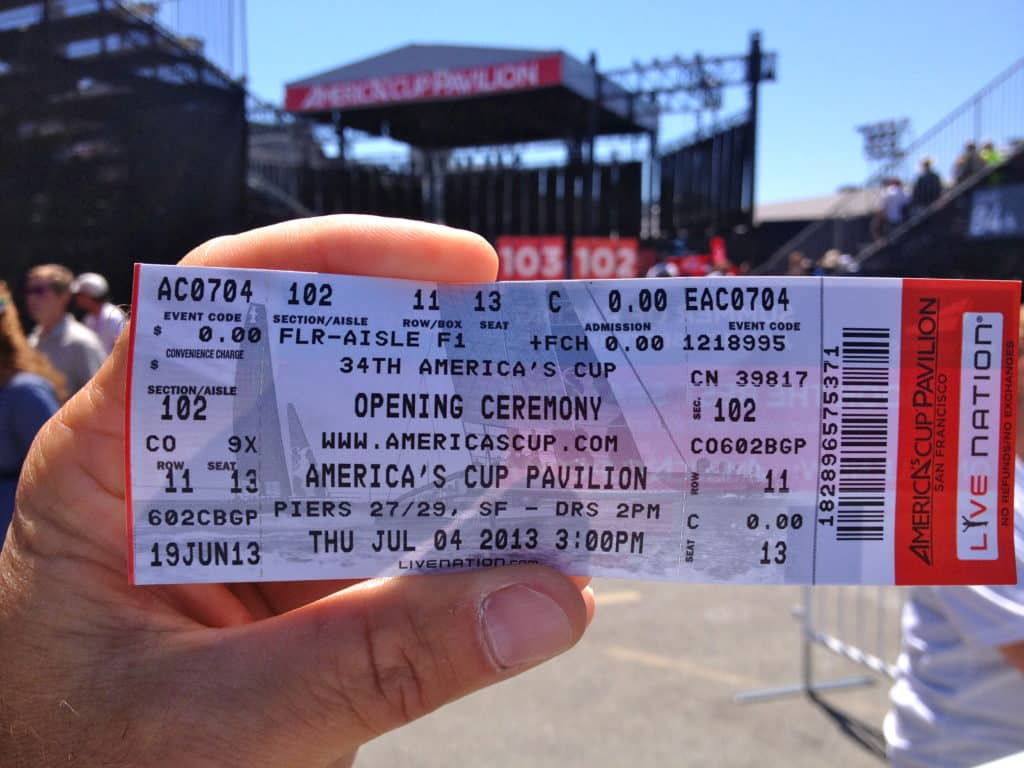 AMERICA'S CUP PAVILION
103 102
AC0704 102 11 13 C 0.00 EAC0704
EVENT CODE SECTION/AISLE ROW/BOX SEAT ADMISSION EVENT CODE
$ 0.00 FLR-AISLE F1 +FCH 0.00 1218995
CONVENIENCE CHARGE
$
34TH AMERICA'S CUP
CN 39817
SECTION/AISLE
102
OPENING CEREMONY
SEC. 102
CO 9X
WWW.AMERICASCUP.COM
CO602BGP
ROW SEAT
11 13
AMERICA'S CUP PAVILION
ROW 11
602CBGP
PIERS 27/29, SF - DRS 2PM
C 0.00
19JUN13
THU JUL 04 2013 3:00PM
SEAT 13
LIVENATION.com
182896575371
AMERICA'S CUP PAVILION
SAN FRANCISCO
LIVE NATION®
NO REFUNDS/NO EXCHANGES